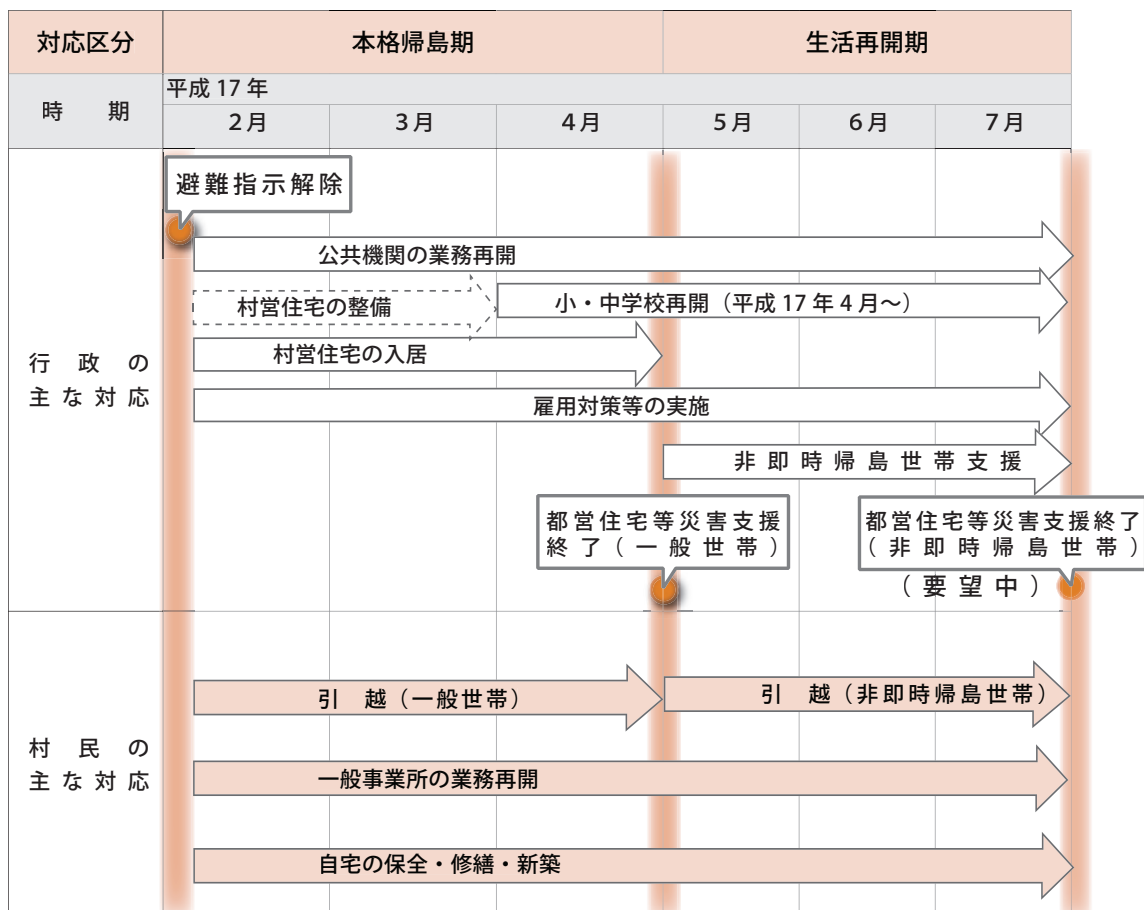 対応区分 本格帰島期 生活再開期
時期 平成 17 年
2月 3月 4月 5月 6月 7月
避難指示解除
公共機関の業務再開
村営住宅の整備 小・中学校再開（平成 17 年 4 月～）
村営住宅の入居
行政の
主な対応
雇用対策等の実施
非即時帰島世帯支援
都営住宅等災害支援
終了（一般世帯）
都営住宅等災害支援終了
（非即時帰島世帯）
（要望中）
引越（一般世帯） 引越（非即時帰島世帯）
村民の
主な対応
一般事業所の業務再開
自宅の保全・修繕・新築